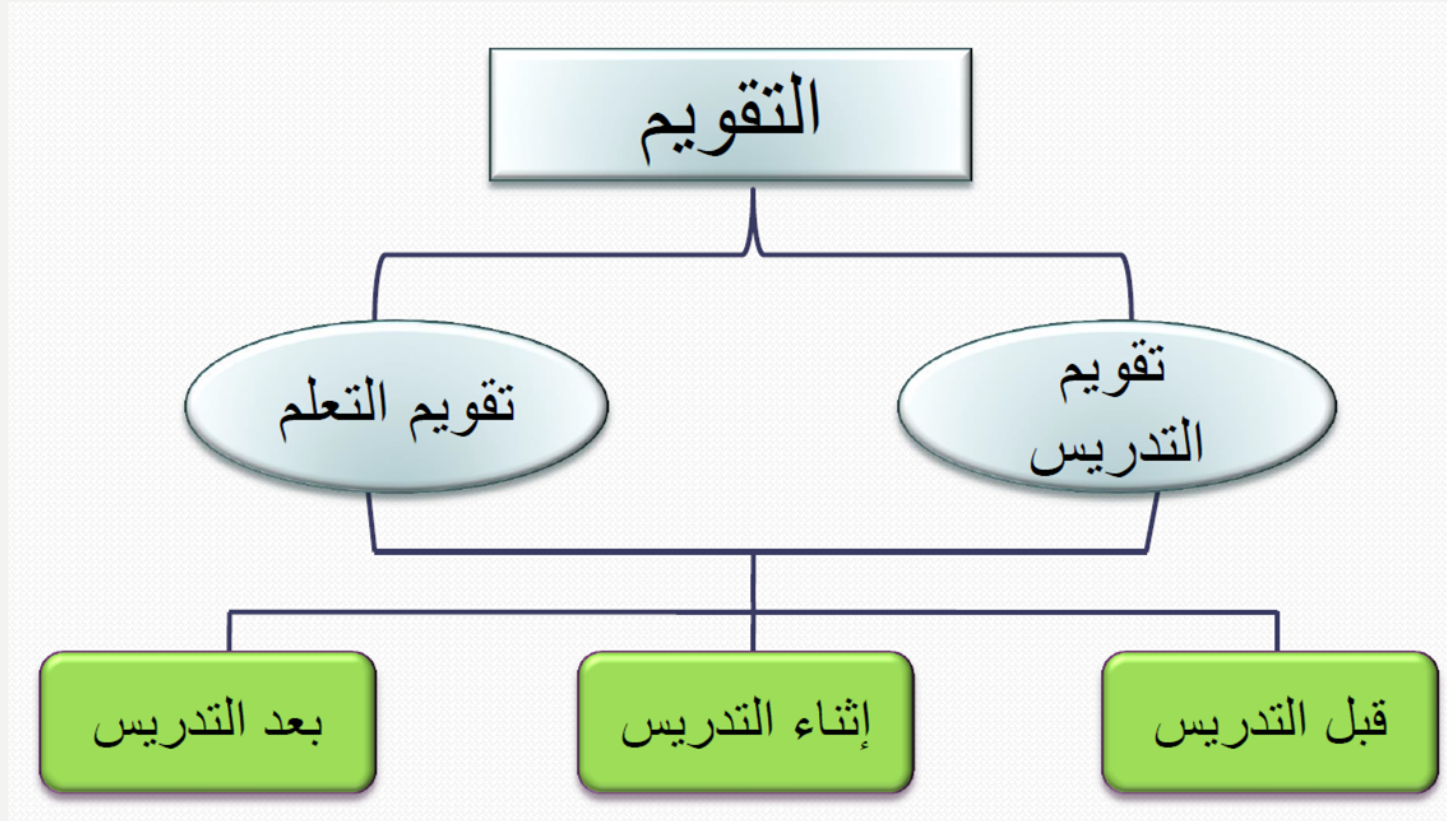 التقويم
تقويم
التدريس
تقويم التعلم
قبل التدريس
إثناء التدريس
بعد التدريس